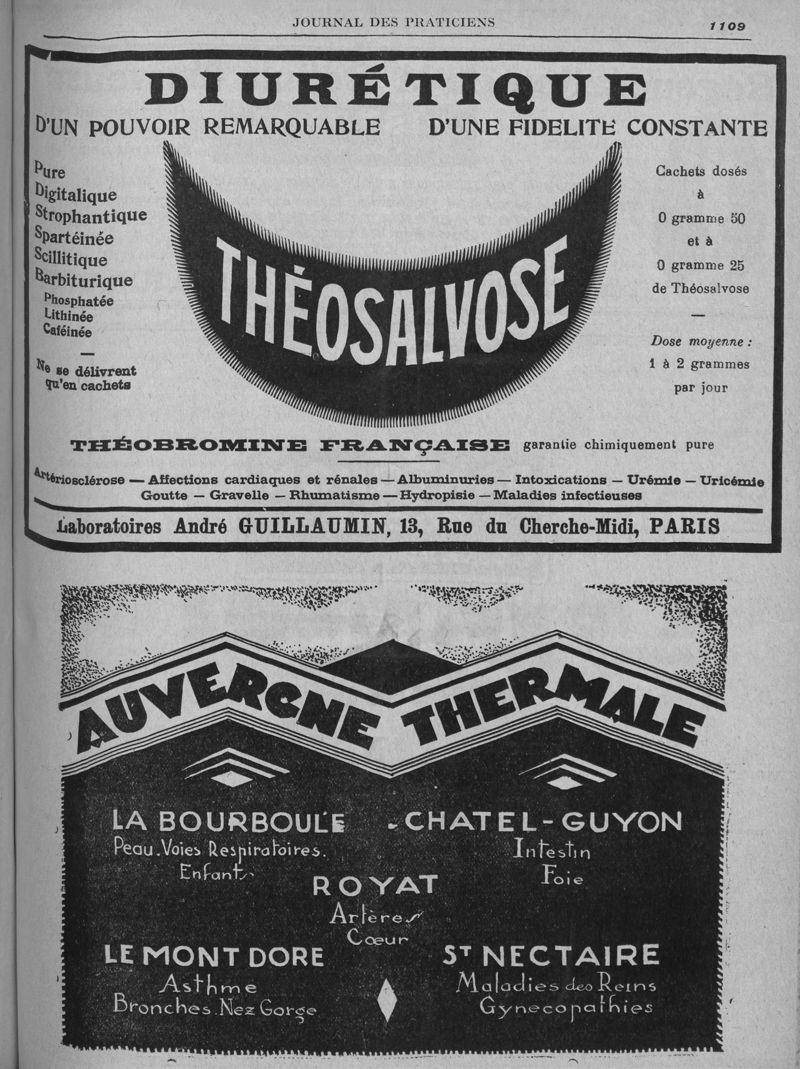 JOURNAL DES PRATICIENS
1109
DIURÉTIQUE
D'UN POUVOIR REMARQUABLE
D'UNE FIDELITÉ CONSTANTE
Pure
Digitalique
Strophantique
Spartéinée
Scillitique
Barbiturique
Phosphatée
Lithinée
Caféinée
Ne se délivrent
qu'en cachets
THÉOSALVOSE
Cachets dosés
à
0 gramme 50
et à
0 gramme 25
de Théosalvose
Dose moyenne :
1 à 2 grammes
par jour
THÉOBROMINE FRANÇAISE garantie chimiquement pure
Artériosclérose — Affections cardiaques et rénales — Albuminuries — Intoxications — Urémie — Uricémie
Goutte — Gravelle — Rhumatisme — Hydropisie — Maladies infectieuses
Laboratoires André GUILLAUMIN, 13, Rue du Cherche-Midi, PARIS
AUVERGNE THERMALE
LA BOURBOULE
Peau. Voies Respiratoires.
Enfants
CHATEL-GUYON
Intestin
Foie
ROYAT
Artères
Cœur
LE MONT DORE
Asthme
Bronches. Nez Gorge
ST NECTAIRE
Maladies des Reins
Gynecopathies